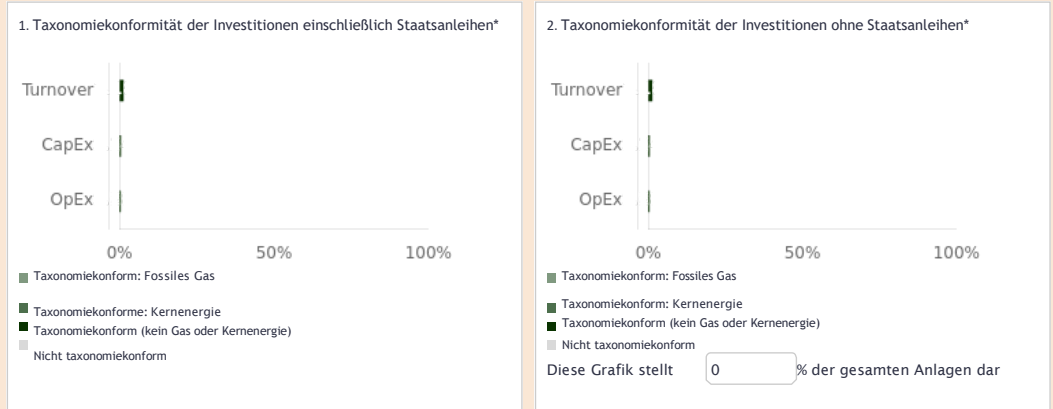 1. Taxonomiekonformität der Investitionen einschließlich Staatsanleihen*
Turnover
CapEx
OpEx
0% 50% 100%
Taxonomiekonform: Fossiles Gas
Taxonomiekonforme: Kernenergie
Taxonomiekonform (kein Gas oder Kernenergie)
Nicht taxonomiekonform
2. Taxonomiekonformität der Investitionen ohne Staatsanleihen*
Turnover
CapEx
OpEx
0% 50% 100%
Taxonomiekonform: Fossiles Gas
Taxonomiekonform: Kernenergie
Taxonomiekonform (kein Gas oder Kernenergie)
Nicht taxonomiekonform
Diese Grafik stellt 0 % der gesamten Anlagen dar